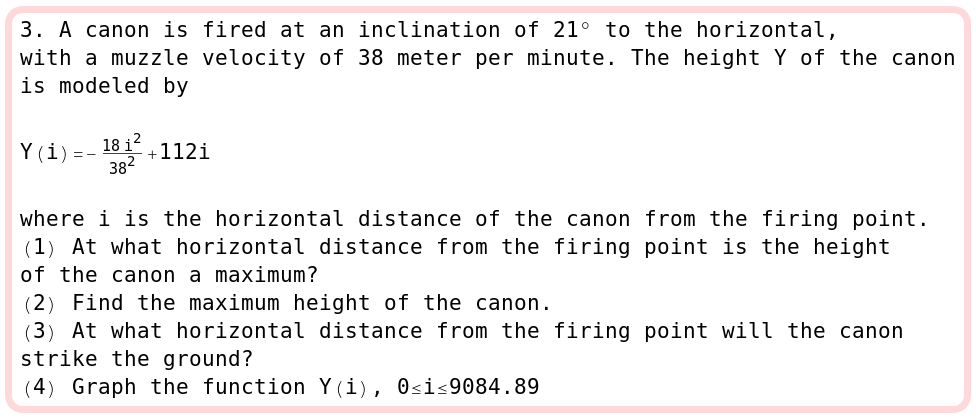 3. A canon is fired at an inclination of 21° to the horizontal,
with a muzzle velocity of 38 meter per minute. The height Y of the canon
is modeled by
Y(i)=-\frac{18 i^2}{38^2}+112i
where i is the horizontal distance of the canon from the firing point.
(1) At what horizontal distance from the firing point is the height
of the canon a maximum?
(2) Find the maximum height of the canon.
(3) At what horizontal distance from the firing point will the canon
strike the ground?
(4) Graph the function Y(i), 0≤i≤9084.89